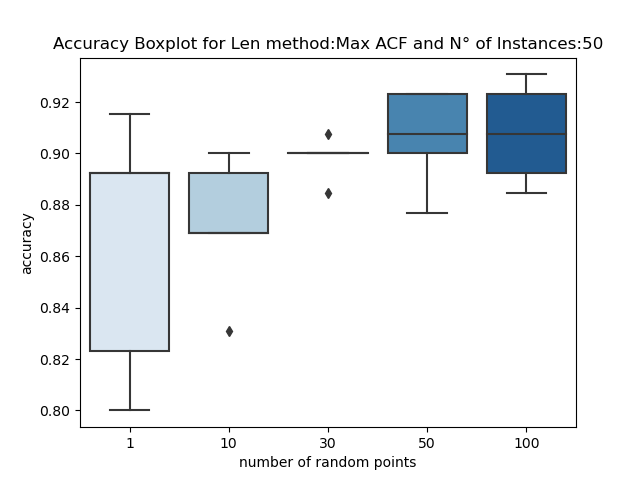 Accuracy Boxplot for Len method:Max ACF and N° of Instances:50
accuracy
0.92
0.90
0.88
0.86
0.84
0.82
0.80
1 10 30 50 100
number of random points